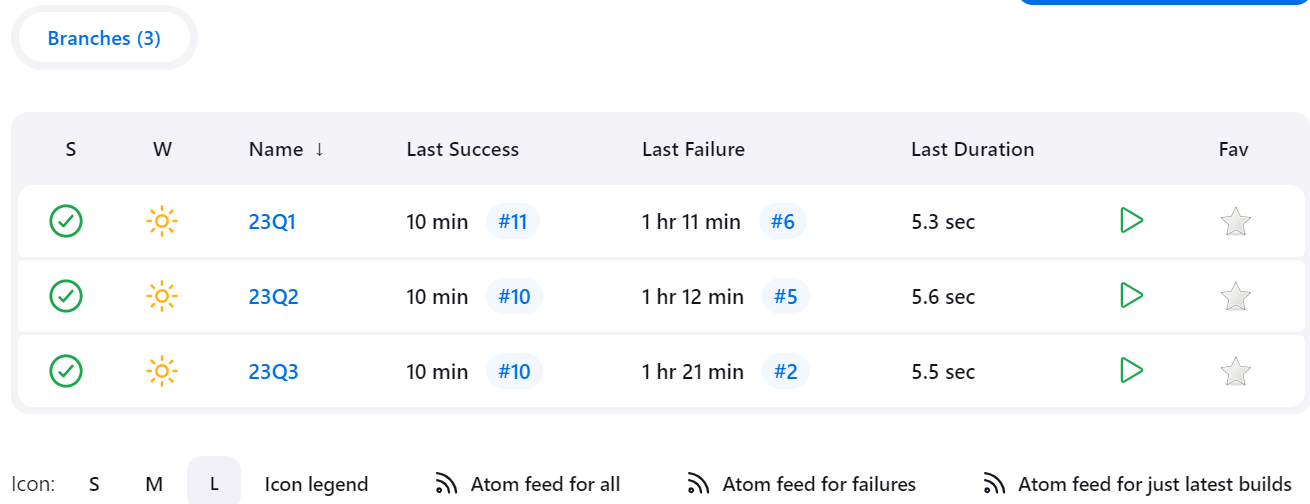 Branches (3)
S W Name ↓ Last Success Last Failure Last Duration Fav
23Q1 10 min #11 1 hr 11 min #6 5.3 sec
23Q2 10 min #10 1 hr 12 min #5 5.6 sec
23Q3 10 min #10 1 hr 21 min #2 5.5 sec
Icon: S M L Icon legend Atom feed for all Atom feed for failures Atom feed for just latest builds